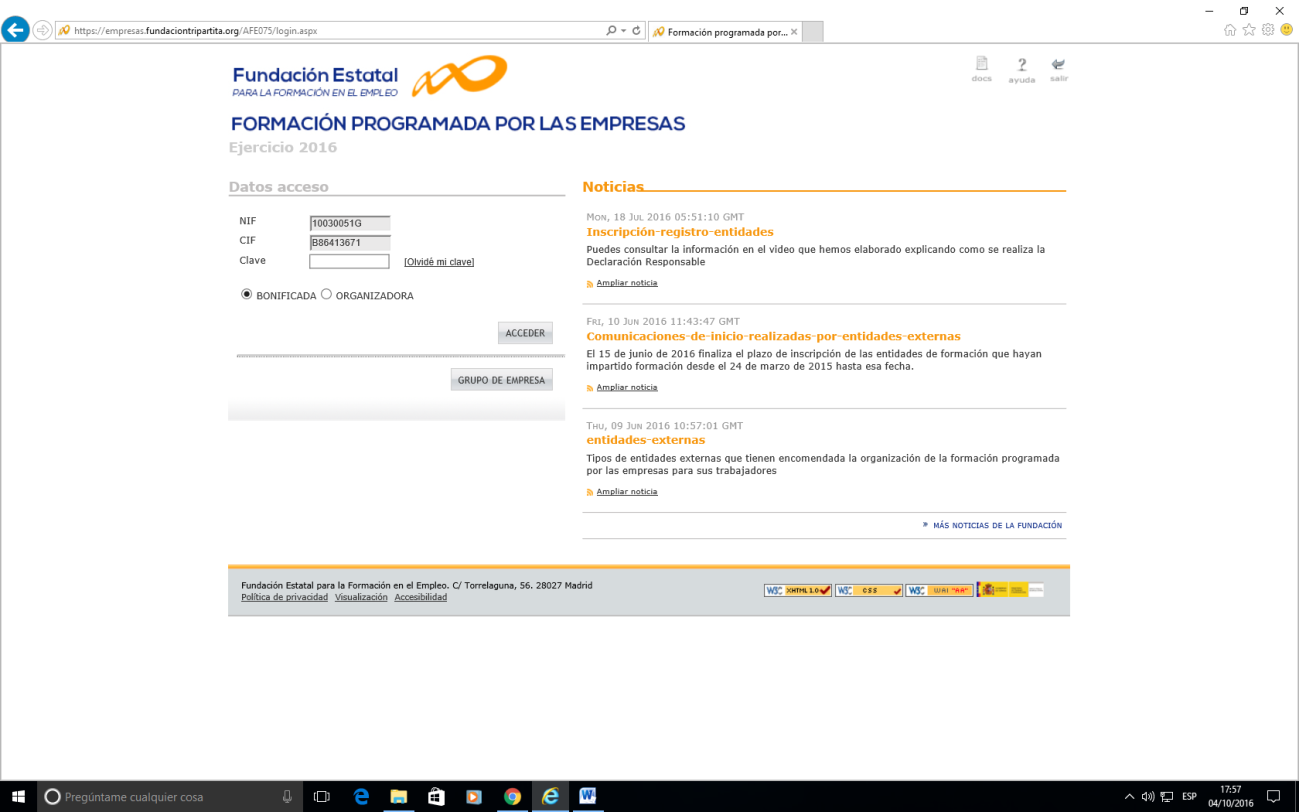 https://empresas.fundaciontripartita.org/AFE075/login.aspx
Formación programada por...
Fundación Estatal
PARA LA FORMACIÓN EN EL EMPLEO
docs
ayuda
salir
FORMACIÓN PROGRAMADA POR LAS EMPRESAS
Ejercicio 2016
Datos acceso
NIF 10030051G
CIF B86413671
Clave [Olvidé mi clave]
BONIFICADA ORGANIZADORA
ACCEDER
GRUPO DE EMPRESA
Noticias
Mon, 18 Jul 2016 05:51:10 GMT
Inscripción-registro-entidades
Puedes consultar la información en el video que hemos elaborado explicando como se realiza la
Declaración Responsable
Ampliar noticia
Fri, 10 Jun 2016 11:43:47 GMT
Comunicaciones-de-inicio-realizadas-por-entidades-externas
El 15 de junio de 2016 finaliza el plazo de inscripción de las entidades de formación que hayan
impartido formación desde el 24 de marzo de 2015 hasta esa fecha.
Ampliar noticia
Thu, 09 Jun 2016 10:57:01 GMT
entidades-externas
Tipos de entidades externas que tienen encomendada la organización de la formación programada
por las empresas para sus trabajadores
Ampliar noticia
» MÁS NOTICIAS DE LA FUNDACIÓN
Fundación Estatal para la Formación en el Empleo. C/ Torrelaguna, 56. 28027 Madrid
Política de privacidad Visualización Accesibilidad
W3C XHTML 1.0 W3C CSS W3C WAI "AA"
Pregúntame cualquier cosa
ESP
17:57
04/10/2016